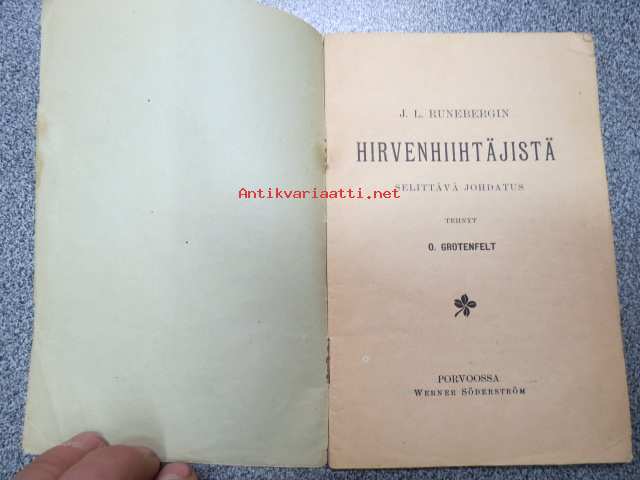 J. L. RUNEBERGIN
HIRVENHIIHTÄJISTÄ
SELITTÄVÄ JOHDATUS
Antikvariaatti.net
TEHNYT
O. GROTENFELT
PORVOOSSA
WERNER SÖDERSTRÖM